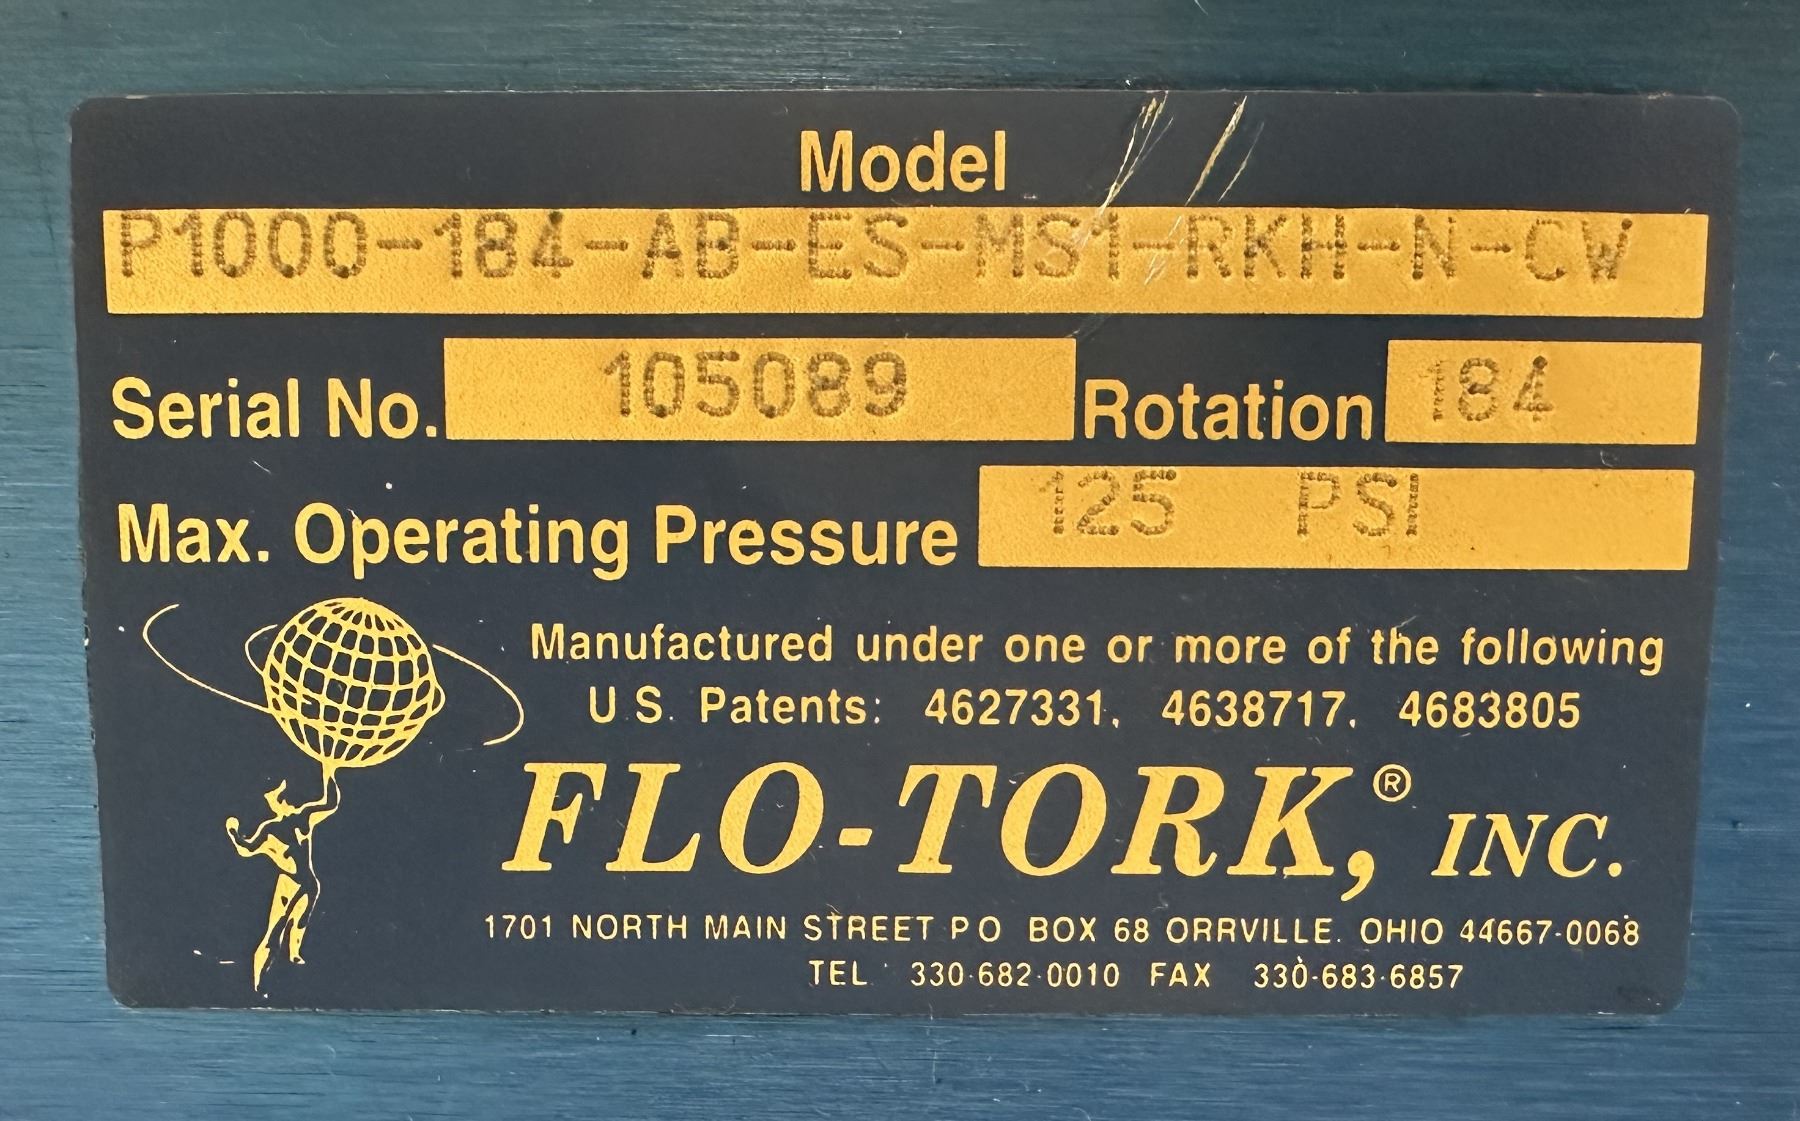 Model
P1000-184-AB-ES-MS1-RKH-N-CW
Serial No. 105089 Rotation 184
Max. Operating Pressure 125 PSI
Manufactured under one or more of the following
U.S. Patents: 4627331, 4638717, 4683805
FLO-TORK,® INC.
1701 NORTH MAIN STREET PO BOX 68 ORRVILLE. OHIO 44667-0068
TEL. 330-682-0010 FAX 330-683-6857